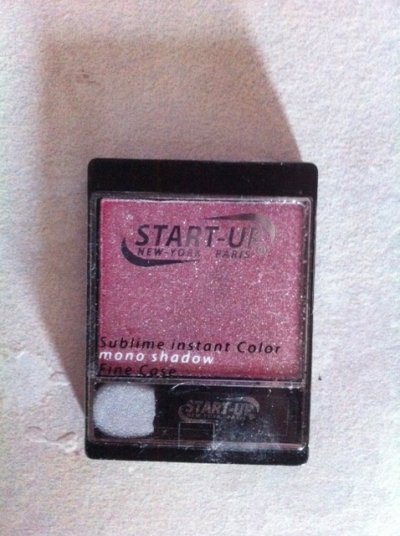 START-UP
NEW-YORK PARIS
Sublime instant Color
mono shadow
Fine Case
START-UP